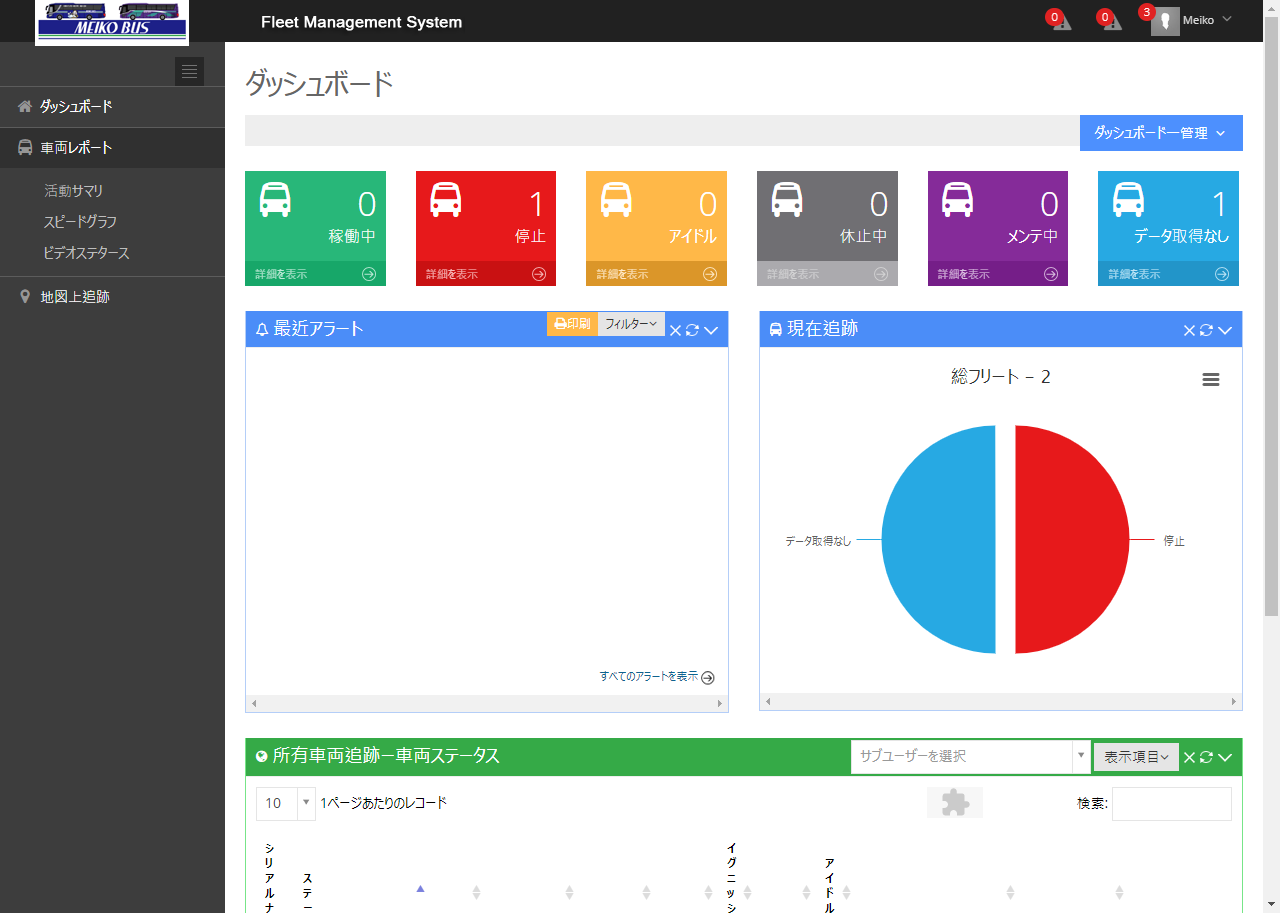 MEIKO BUS
Fleet Management System
0
0
3
Meiko
ダッシュボード
車両レポート
活動サマリ
スピードグラフ
ビデオステタース
地図上追跡
ダッシュボード
ダッシュボードー管理
0
稼働中
詳細を表示
1
停止
詳細を表示
0
アイドル
詳細を表示
0
休止中
詳細を表示
0
メンテ中
詳細を表示
1
データ取得なし
詳細を表示
最近アラート
印刷
フィルター
すべてのアラートを表示
現在追跡
総フリート – 2
データ取得なし
停止
所有車両追跡–車両ステータス
サブユーザーを選択
表示項目
10
1ページあたりのレコード
検索:
シリアルナ
ステー
イグニッシ
アイドル